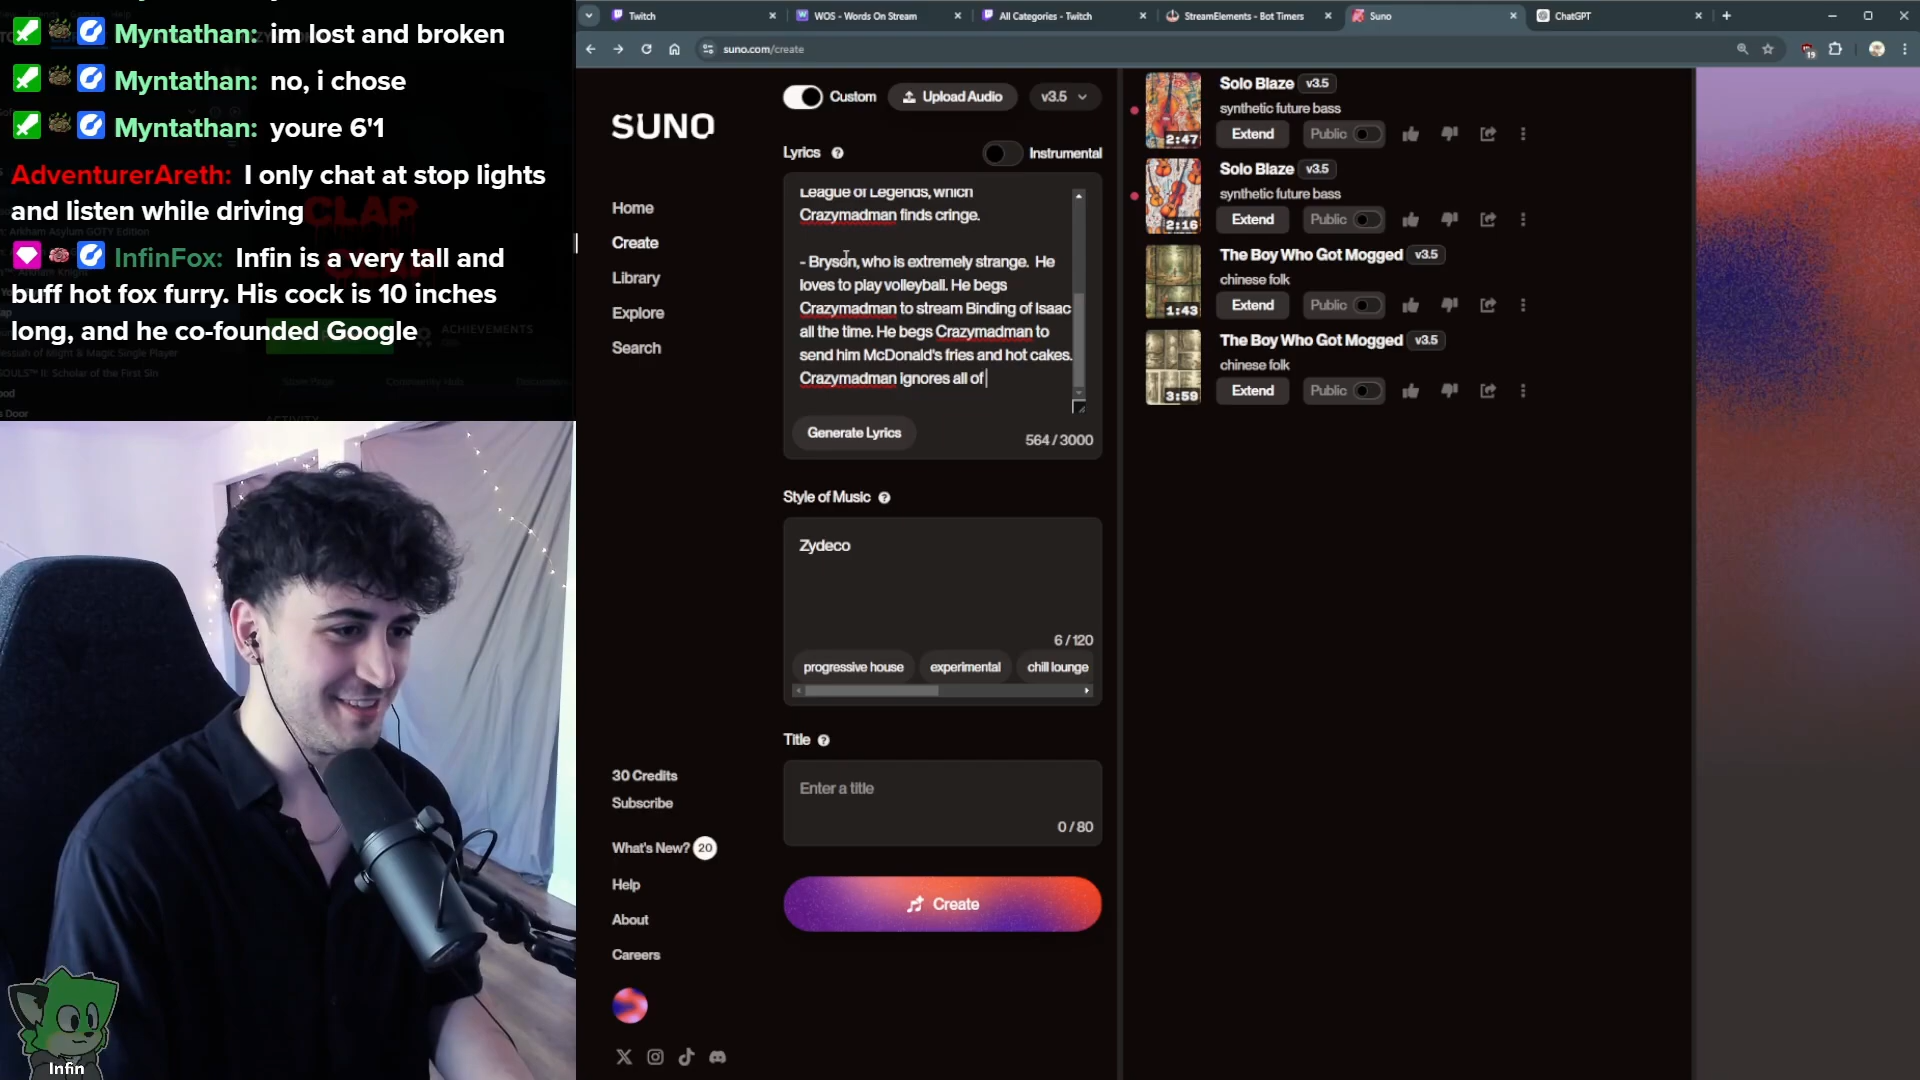 Myntathan: im lost and broken
Myntathan: no, i chose
Myntathan: youre 6'1
AdventurerAreth: I only chat at stop lights
and listen while driving
InfinFox: Infin is a very tall and
buff hot fox furry. His cock is 10 inches
long, and he co-founded Google
CLAP
ACHIEVEMENTS
Store Page
Infin
Twitch
WOS - Words On Stream
All Categories - Twitch
StreamElements - Bot Timers
Suno
ChatGPT
suno.com/create
19
SUNO
Home
Create
Library
Explore
Search
30 Credits
Subscribe
What's New? 20
Help
About
Careers
Custom
Upload Audio
v3.5
Lyrics
Instrumental
League of Legends, which
Crazymadman finds cringe.
- Bryson, who is extremely strange. He
loves to play volleyball. He begs
Crazymadman to stream Binding of Isaac
all the time. He begs Crazymadman to
send him McDonald's fries and hot cakes.
Crazymadman ignores all of
Generate Lyrics
564 / 3000
Style of Music
Zydeco
6 / 120
progressive house
experimental
chill lounge
Title
Enter a title
0 / 80
Create
Solo Blaze v3.5
synthetic future bass
2:47
Extend
Public
Solo Blaze v3.5
synthetic future bass
2:16
Extend
Public
The Boy Who Got Mogged v3.5
chinese folk
1:43
Extend
Public
The Boy Who Got Mogged v3.5
chinese folk
3:59
Extend
Public